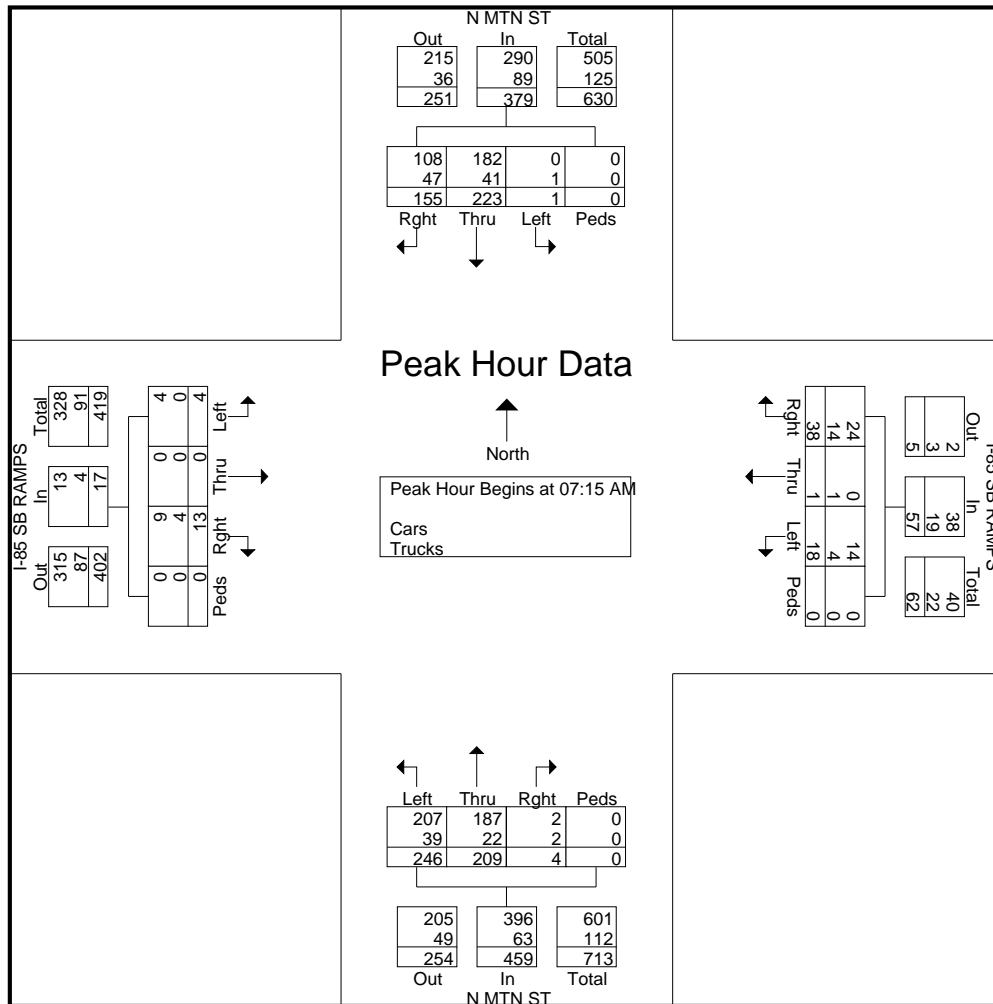 N MTN ST
Out In Total
215 290 505
36 89 125
251 379 630
108 182 0 0
47 41 1 0
155 223 1 0
Rght Thru Left Peds
Peak Hour Data
North
Peak Hour Begins at 07:15 AM
Cars
Trucks
I-85 SB RAMPS
Out In Total
315 13 328
87 4 91
402 17 419
4 0 9 0
0 0 4 0
4 0 13 0
Left Thru Rght Peds
I-85 SB RAMPS
Out In Total
2 38 40
3 19 22
5 57 62
24 0 14 0
14 1 4 0
38 1 18 0
Rght Thru Left Peds
Left Thru Rght Peds
207 187 2 0
39 22 2 0
246 209 4 0
205 396 601
49 63 112
254 459 713
Out In Total
N MTN ST